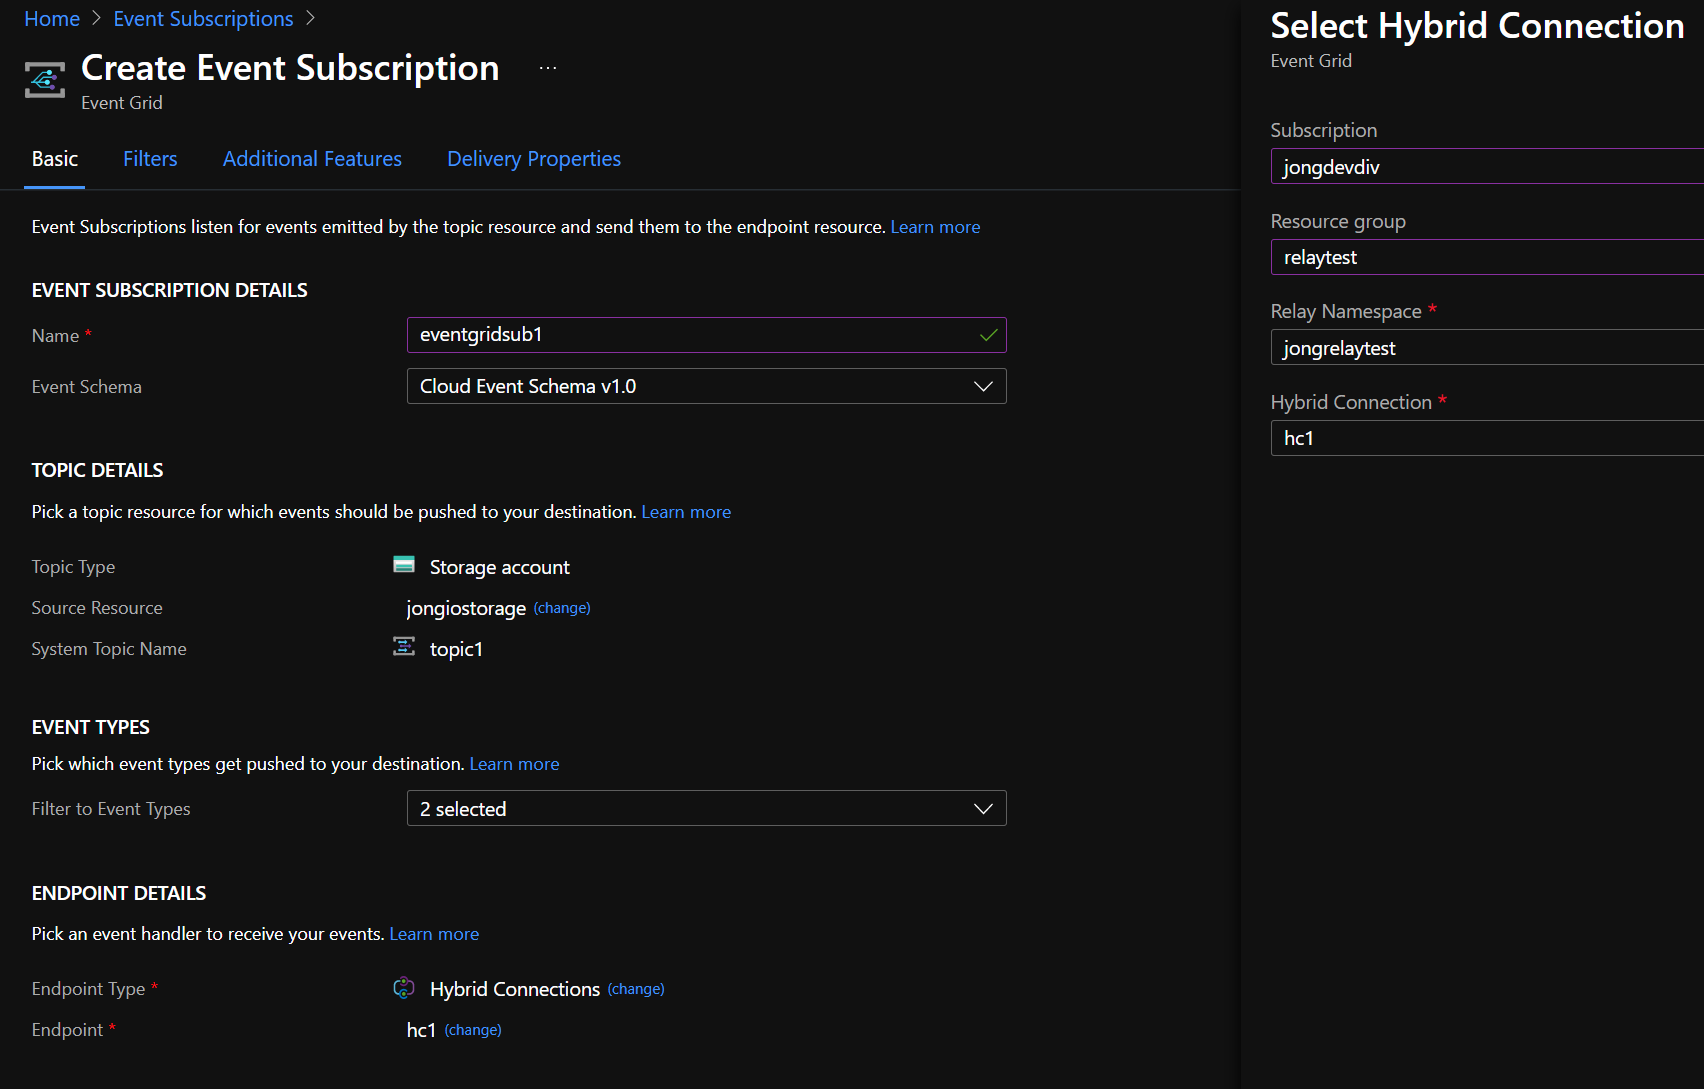 Home > Event Subscriptions >
Create Event Subscription ...
Event Grid
Basic Filters Additional Features Delivery Properties
Event Subscriptions listen for events emitted by the topic resource and send them to the endpoint resource. Learn more
EVENT SUBSCRIPTION DETAILS
Name * eventgridsub1
Event Schema Cloud Event Schema v1.0
TOPIC DETAILS
Pick a topic resource for which events should be pushed to your destination. Learn more
Topic Type Storage account
Source Resource jongiostorage (change)
System Topic Name topic1
EVENT TYPES
Pick which event types get pushed to your destination. Learn more
Filter to Event Types 2 selected
ENDPOINT DETAILS
Pick an event handler to receive your events. Learn more
Endpoint Type * Hybrid Connections (change)
Endpoint * hc1 (change)
Select Hybrid Connection
Event Grid
Subscription
jongdevdiv
Resource group
relaytest
Relay Namespace *
jongrelaytest
Hybrid Connection *
hc1